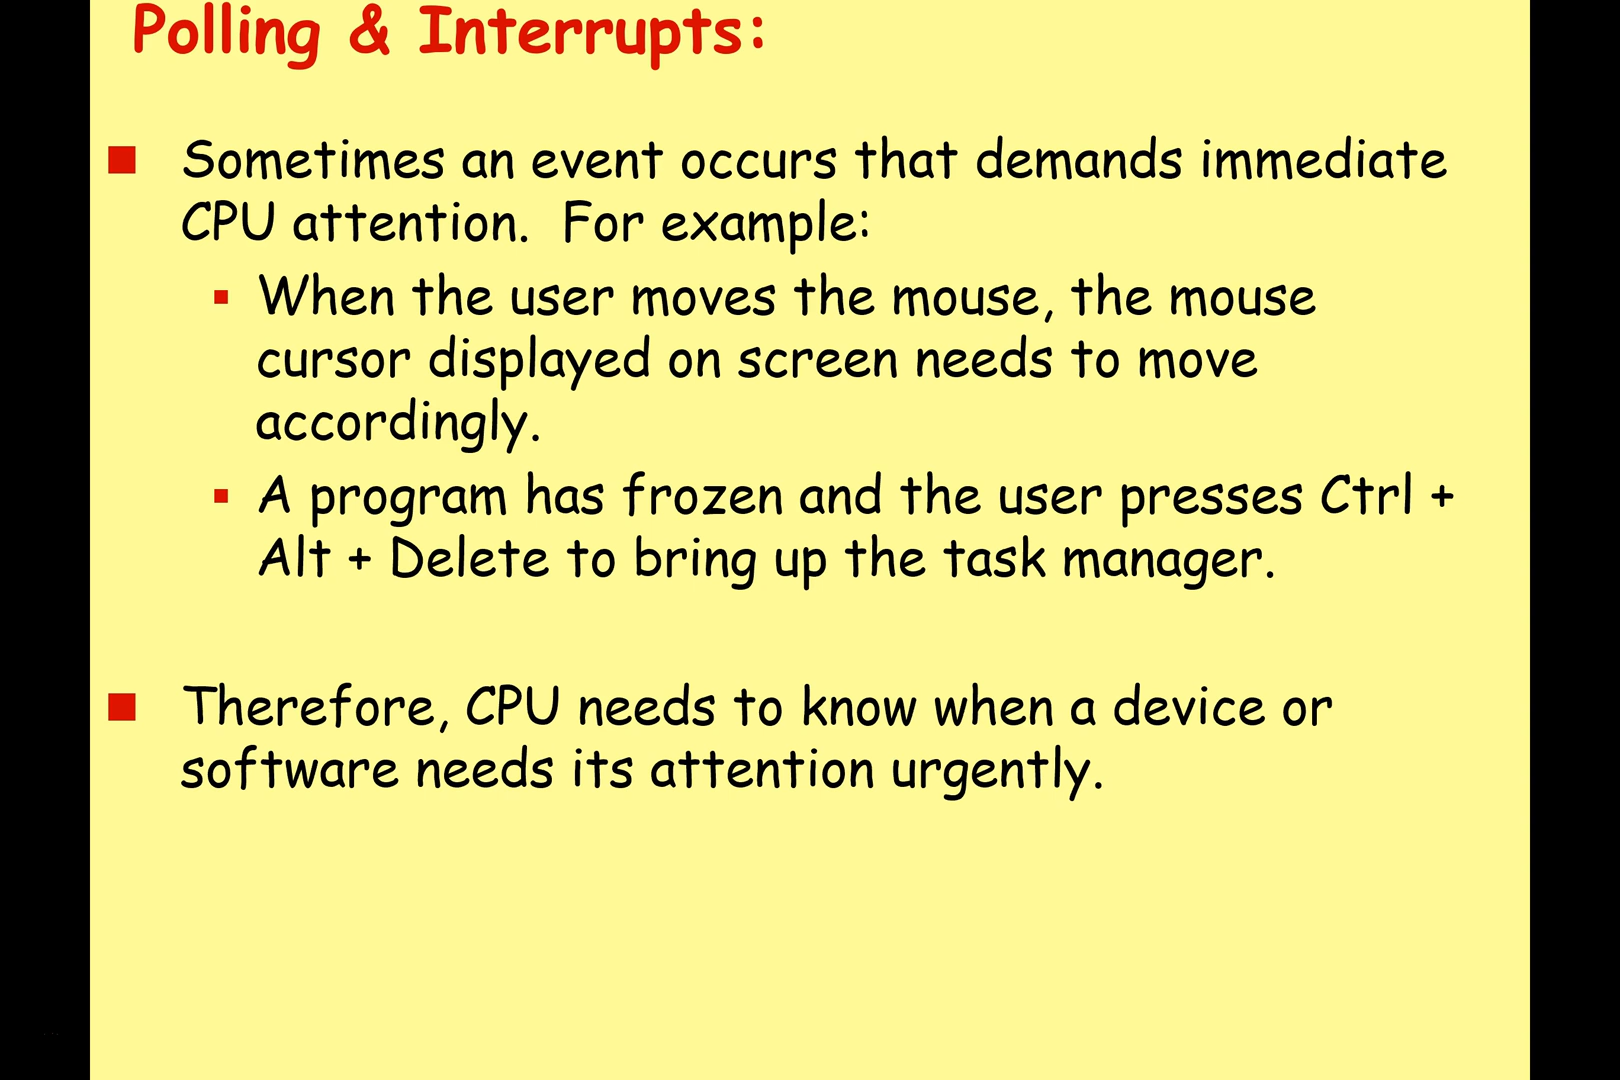 Polling & Interrupts:
Sometimes an event occurs that demands immediate
CPU attention.  For example:
When the user moves the mouse, the mouse
cursor displayed on screen needs to move
accordingly.
A program has frozen and the user presses Ctrl +
Alt + Delete to bring up the task manager.
Therefore, CPU needs to know when a device or
software needs its attention urgently.